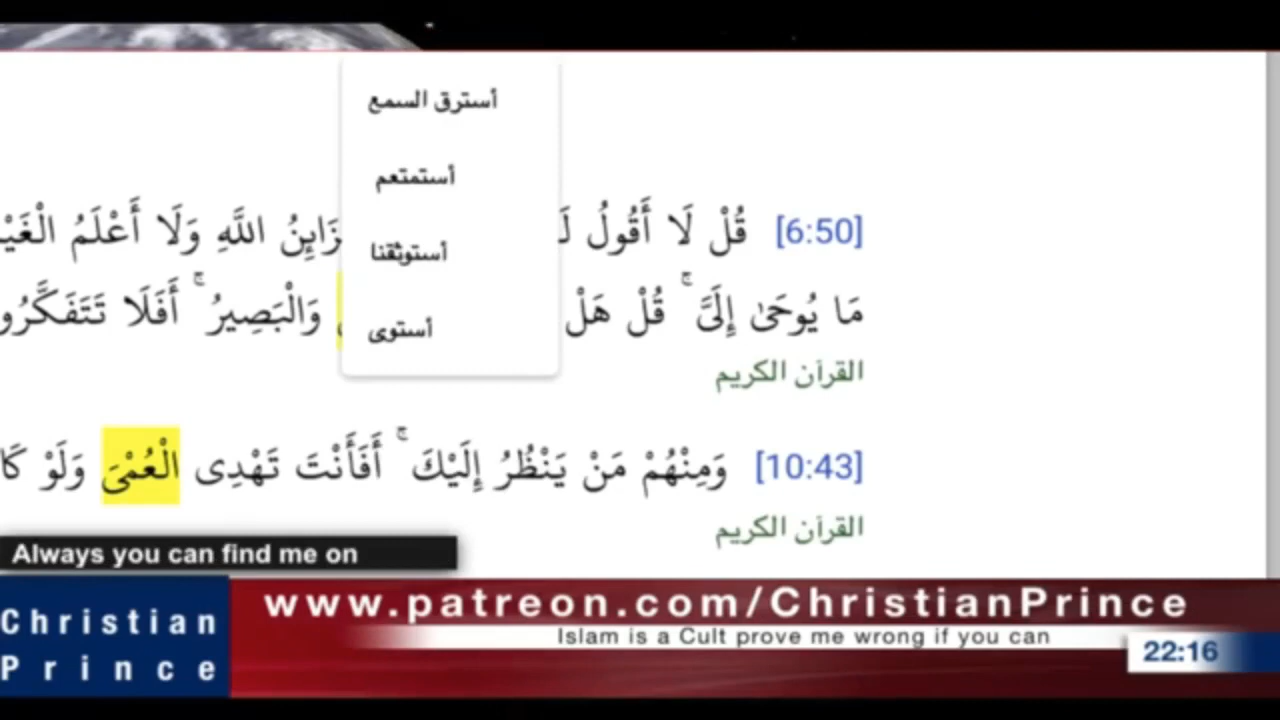 أسترق السمع
أستمتعم
أستوثقنا
أستوى
[6:50] قُلْ لَا أَقُولُ اللَّهِ وَلَا أَعْلَمُ
مَا يُوحَىٰ إِلَيَّ ۚ قُلْ هَلْ وَالْبَصِيرُ ۚ أَفَلَا
القرآن الكريم
[10:43] وَمِنْهُمْ مَنْ يَنْظُرُ إِلَيْكَ ۚ أَفَأَنْتَ تَهْدِى الْعُمْىَ وَلَوْ
القرآن الكريم
Always you can find me on
www.patreon.com/ChristianPrince
Islam is a Cult prove me wrong if you can
Christian
Prince
22:16